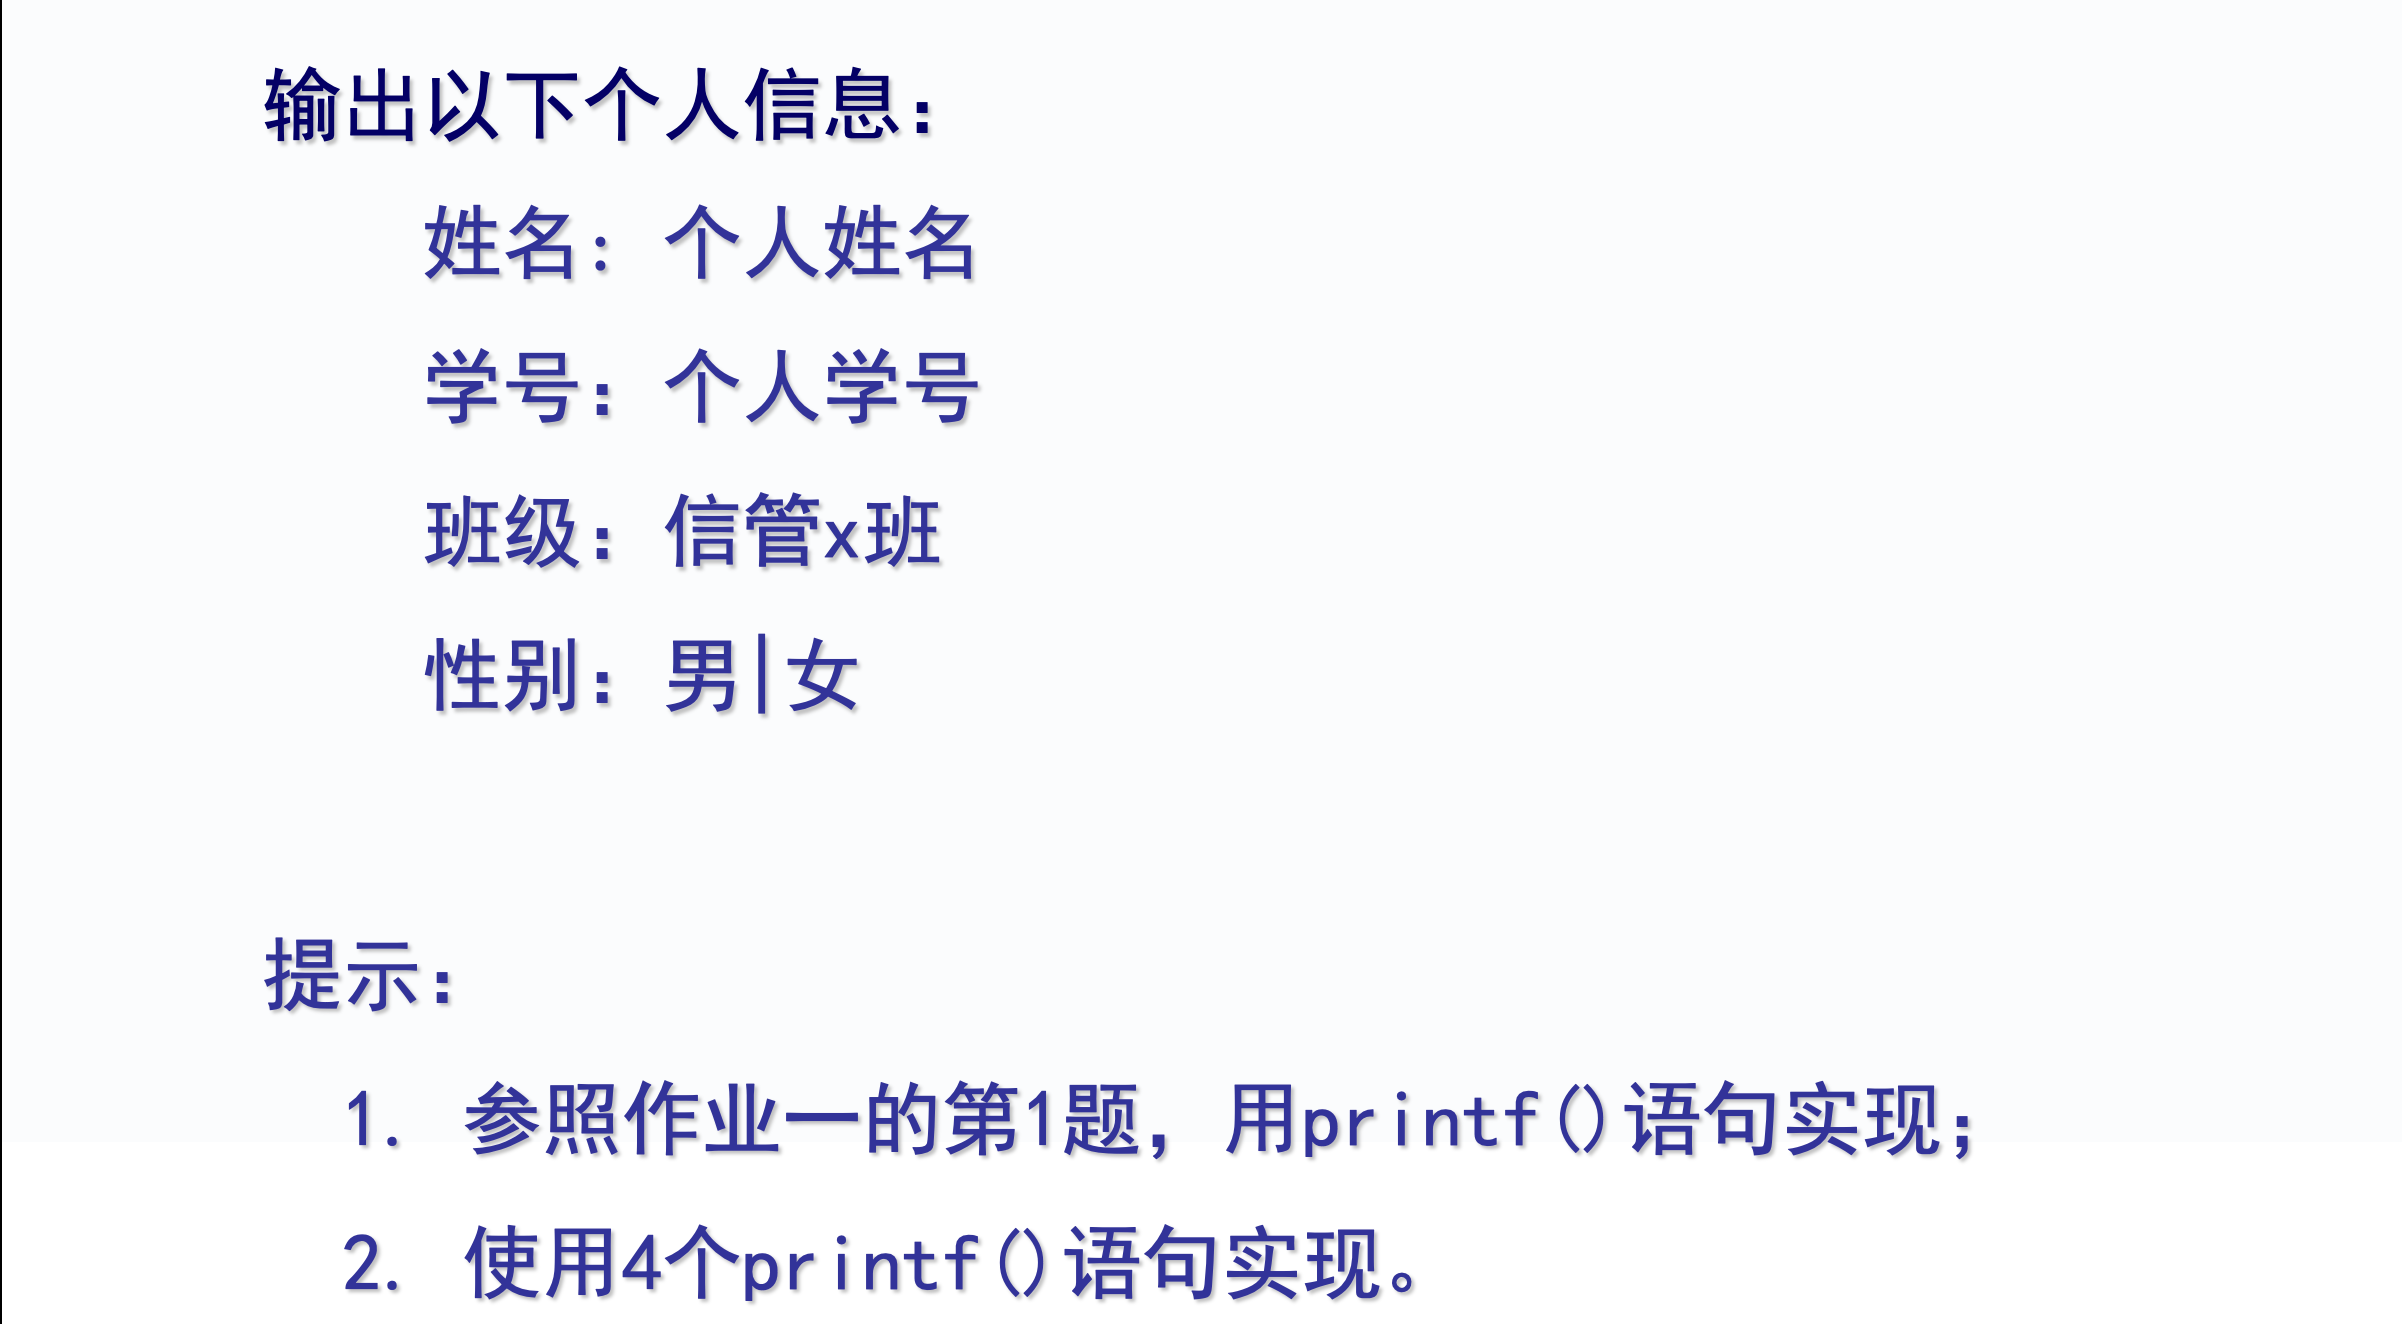 输出以下个人信息：
姓名：个人姓名
学号：个人学号
班级：信管x班
性别：男|女
提示：
1. 参照作业一的第1题，用printf()语句实现；
2. 使用4个printf()语句实现。